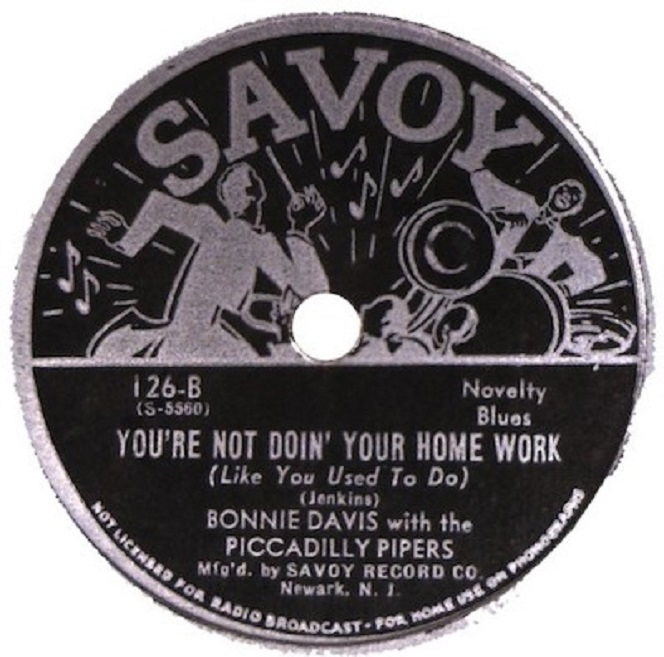 SAVOY
126-B
(S-5560)
Novelty
Blues
YOU'RE NOT DOIN' YOUR HOME WORK
(Like You Used To Do)
(Jenkins)
BONNIE DAVIS with the
PICCADILLY PIPERS
Mfg'd. by SAVOY RECORD CO.
Newark, N. J.
NOT LICENSED FOR RADIO BROADCAST • FOR HOME USE ON PHONOGRAPHS